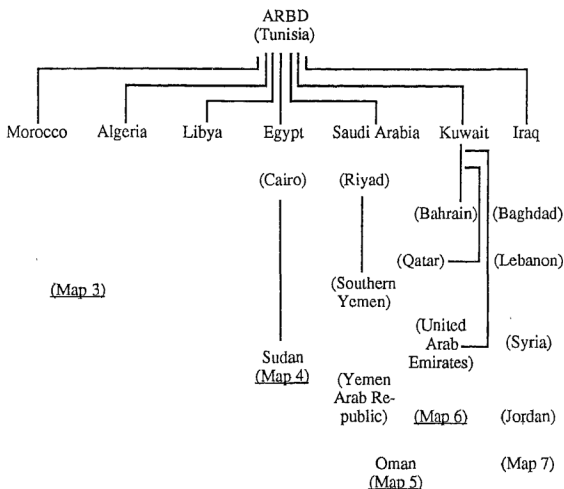 ARBD
(Tunisia)
Morocco Algeria Libya Egypt Saudi Arabia Kuwait Iraq
(Cairo) (Riyad)
(Bahrain) (Baghdad)
(Qatar) (Lebanon)
(Map 3)
(Southern
Yemen)
(United
Arab
Emirates)
(Syria)
Sudan
(Map 4)
(Yemen
Arab Re-
public)
(Map 6) (Jordan)
Oman
(Map 5)
(Map 7)